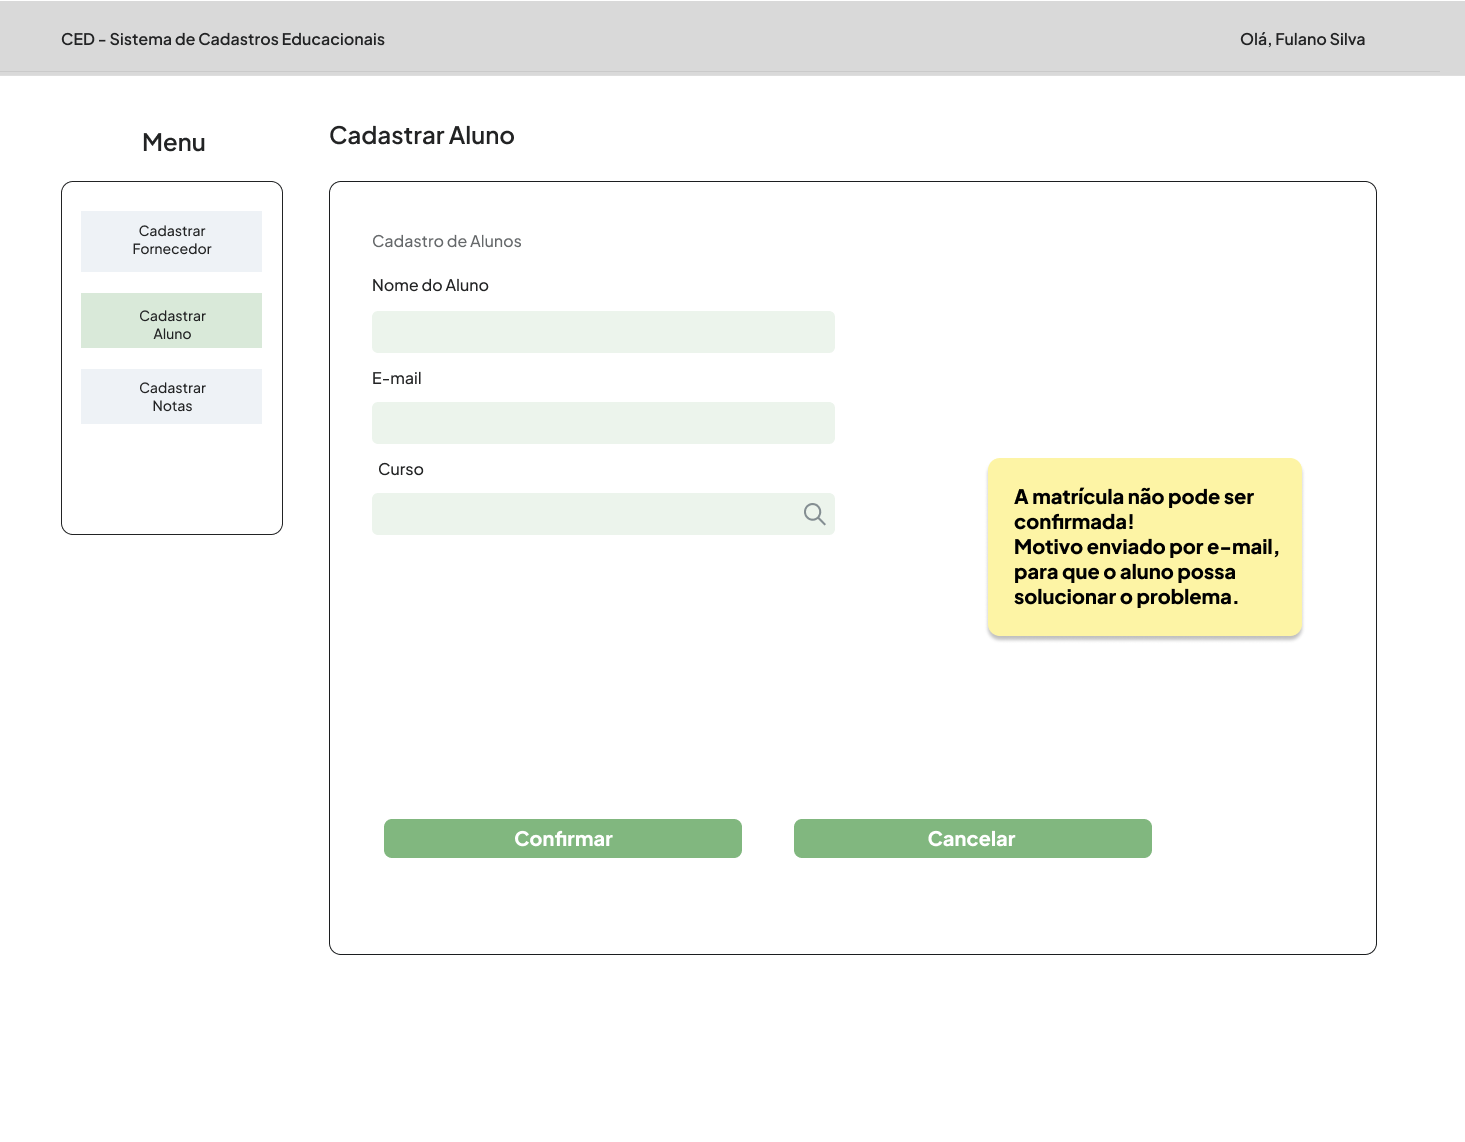 CED - Sistema de Cadastros Educacionais
Olá, Fulano Silva
Menu
Cadastrar
Fornecedor
Cadastrar
Aluno
Cadastrar
Notas
Cadastrar Aluno
Cadastro de Alunos
Nome do Aluno
E-mail
Curso
A matrícula não pode ser
confirmada!
Motivo enviado por e-mail,
para que o aluno possa
solucionar o problema.
Confirmar
Cancelar